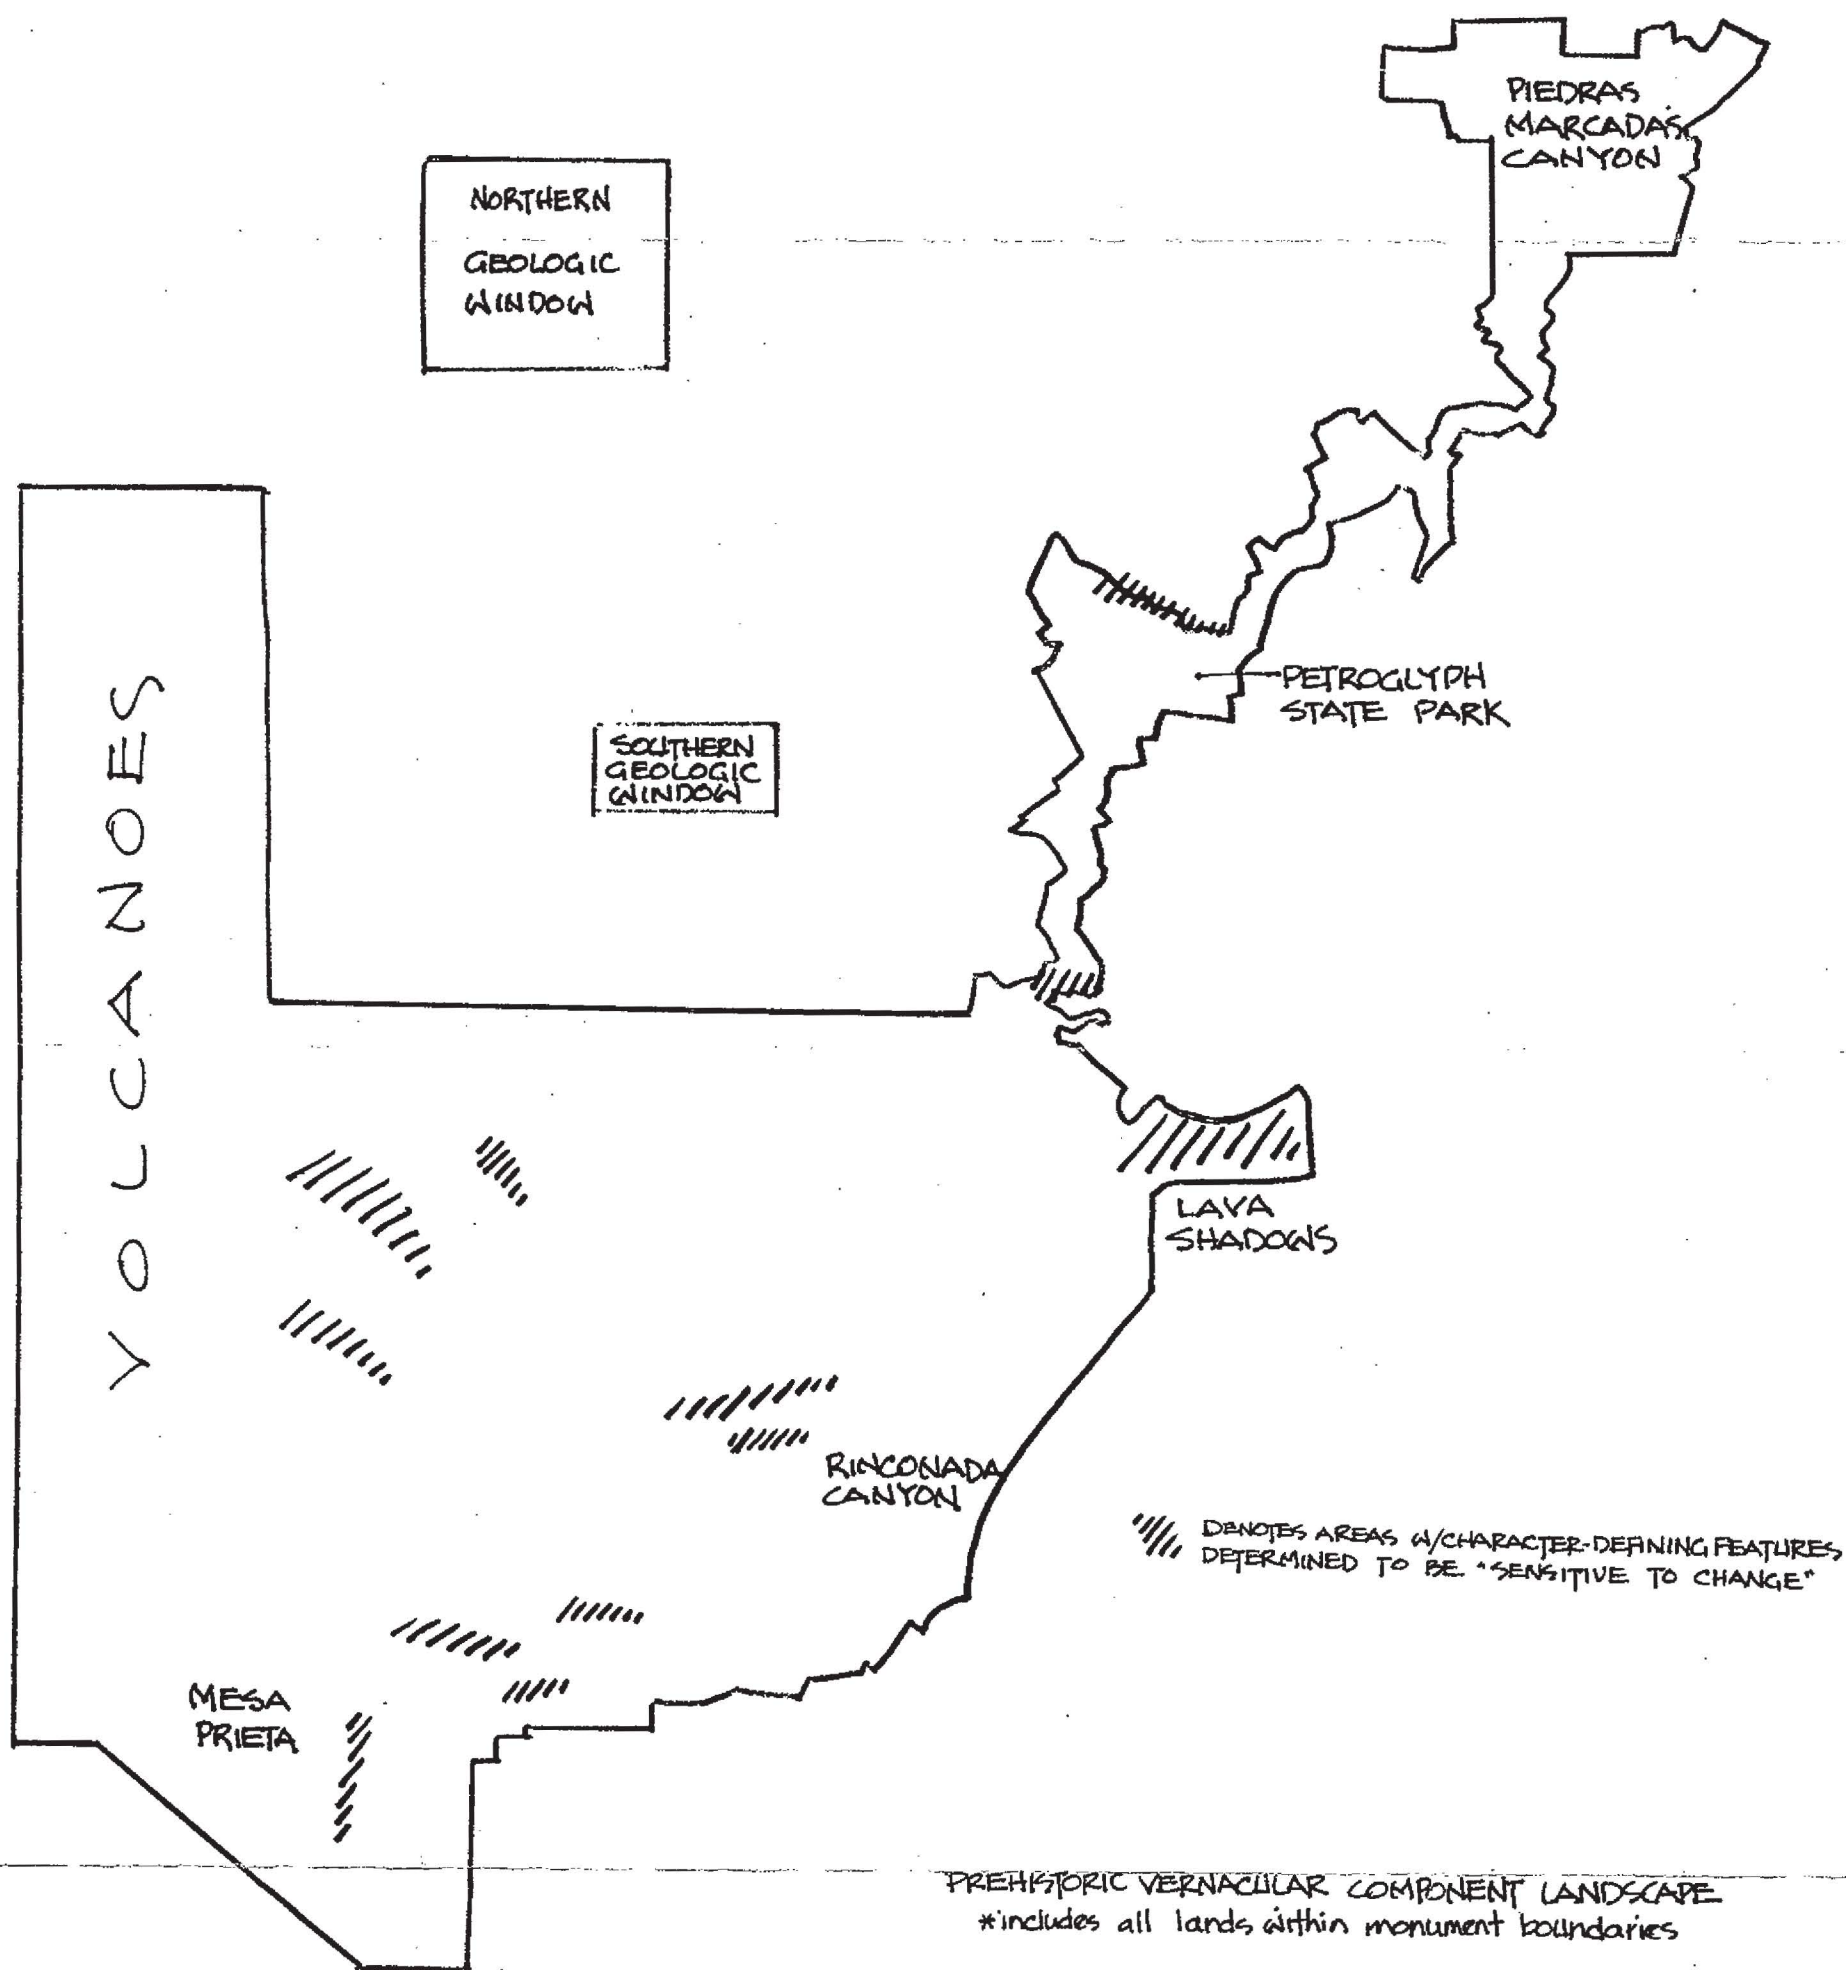 PIEDRAS
MARCADAS
CANYON
NORTHERN
GEOLOGIC
WINDOW
PETROGLYPH
STATE PARK
SOUTHERN
GEOLOGIC
WINDOW
VOLCANOES
LAVA
SHADOWS
RINCONADA
CANYON
DENOTES AREAS W/CHARACTER-DEFINING FEATURES
DETERMINED TO BE "SENSITIVE TO CHANGE"
MESA
PRIETA
PREHISTORIC VERNACULAR COMPONENT LANDSCAPE
*includes all lands within monument boundaries